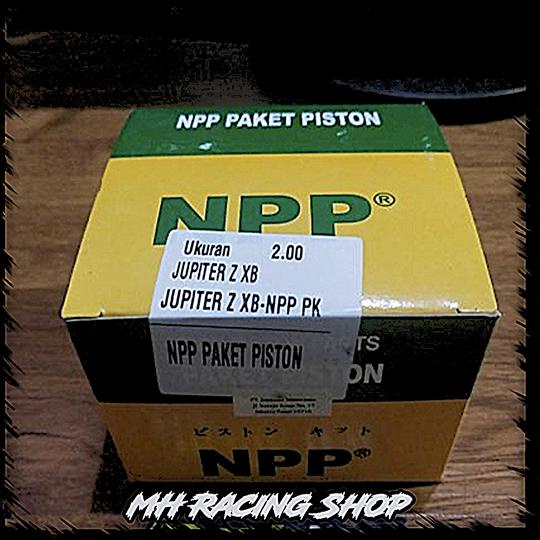 NPP PAKET PISTON
NPP®
Ukuran 2.00
JUPITER Z XB
JUPITER Z XB-NPP PK
NPP PAKET PISTON
TS
ON
ピストン キット
NPP®
MH RACING SHOP